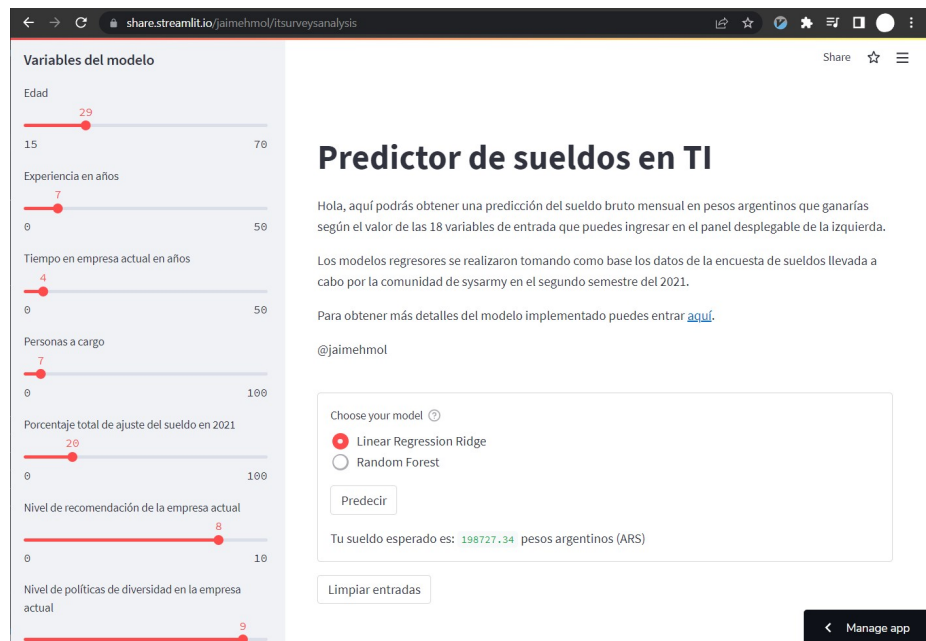 share.streamlit.io/jaimehmol/itsurveysanalysis
Variables del modelo
Edad
29
15 70
Experiencia en años
7
0 50
Tiempo en empresa actual en años
4
0 50
Personas a cargo
7
0 100
Porcentaje total de ajuste del sueldo en 2021
20
0 100
Nivel de recomendación de la empresa actual
8
0 10
Nivel de políticas de diversidad en la empresa
actual
9
Share
Predictor de sueldos en TI
Hola, aquí podrás obtener una predicción del sueldo bruto mensual en pesos argentinos que ganarías
según el valor de las 18 variables de entrada que puedes ingresar en el panel desplegable de la izquierda.
Los modelos regresores se realizaron tomando como base los datos de la encuesta de sueldos llevada a
cabo por la comunidad de sysarmy en el segundo semestre del 2021.
Para obtener más detalles del modelo implementado puedes entrar aquí.
@jaimehmol
Choose your model ?
Linear Regression Ridge
Random Forest
Predecir
Tu sueldo esperado es: 198727.34 pesos argentinos (ARS)
Limpiar entradas
< Manage app